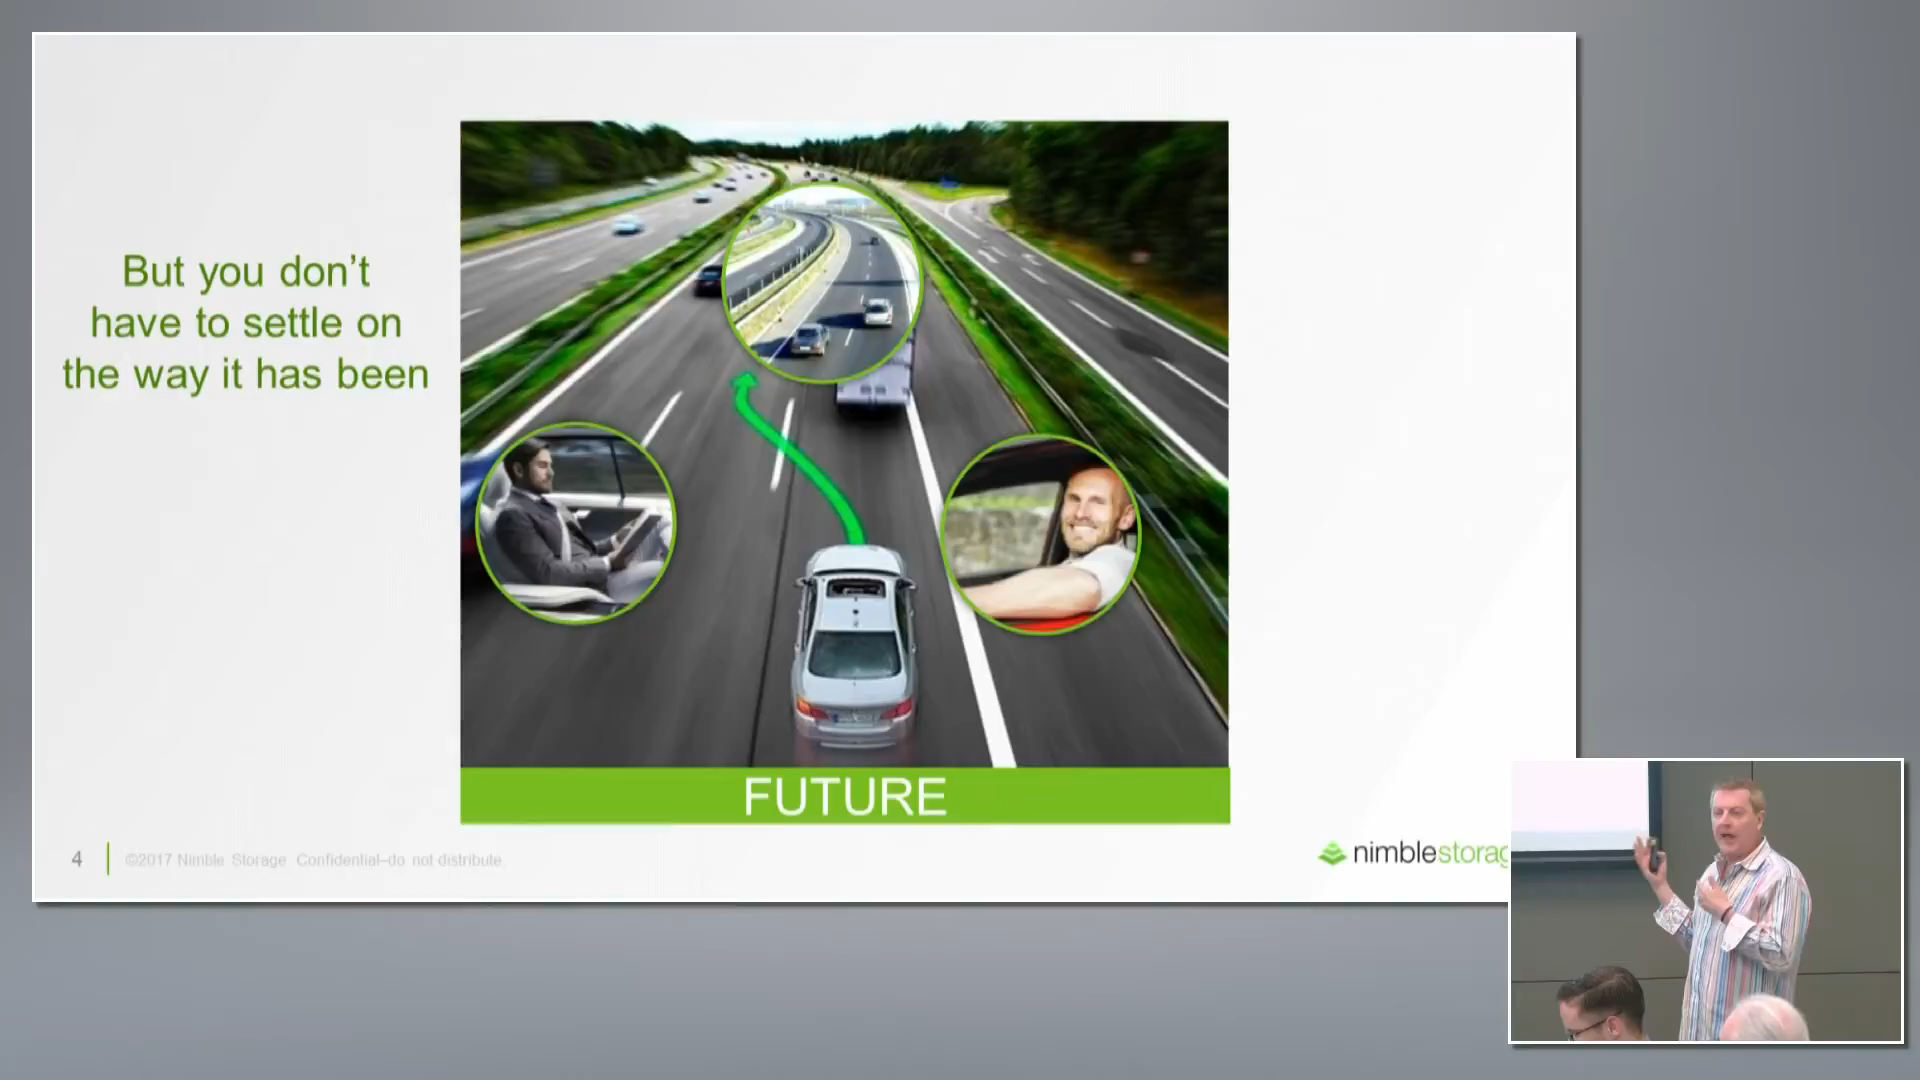 But you don’t
have to settle on
the way it has been
FUTURE
4
©2017 Nimble Storage Confidential–do not distribute
nimblestorag